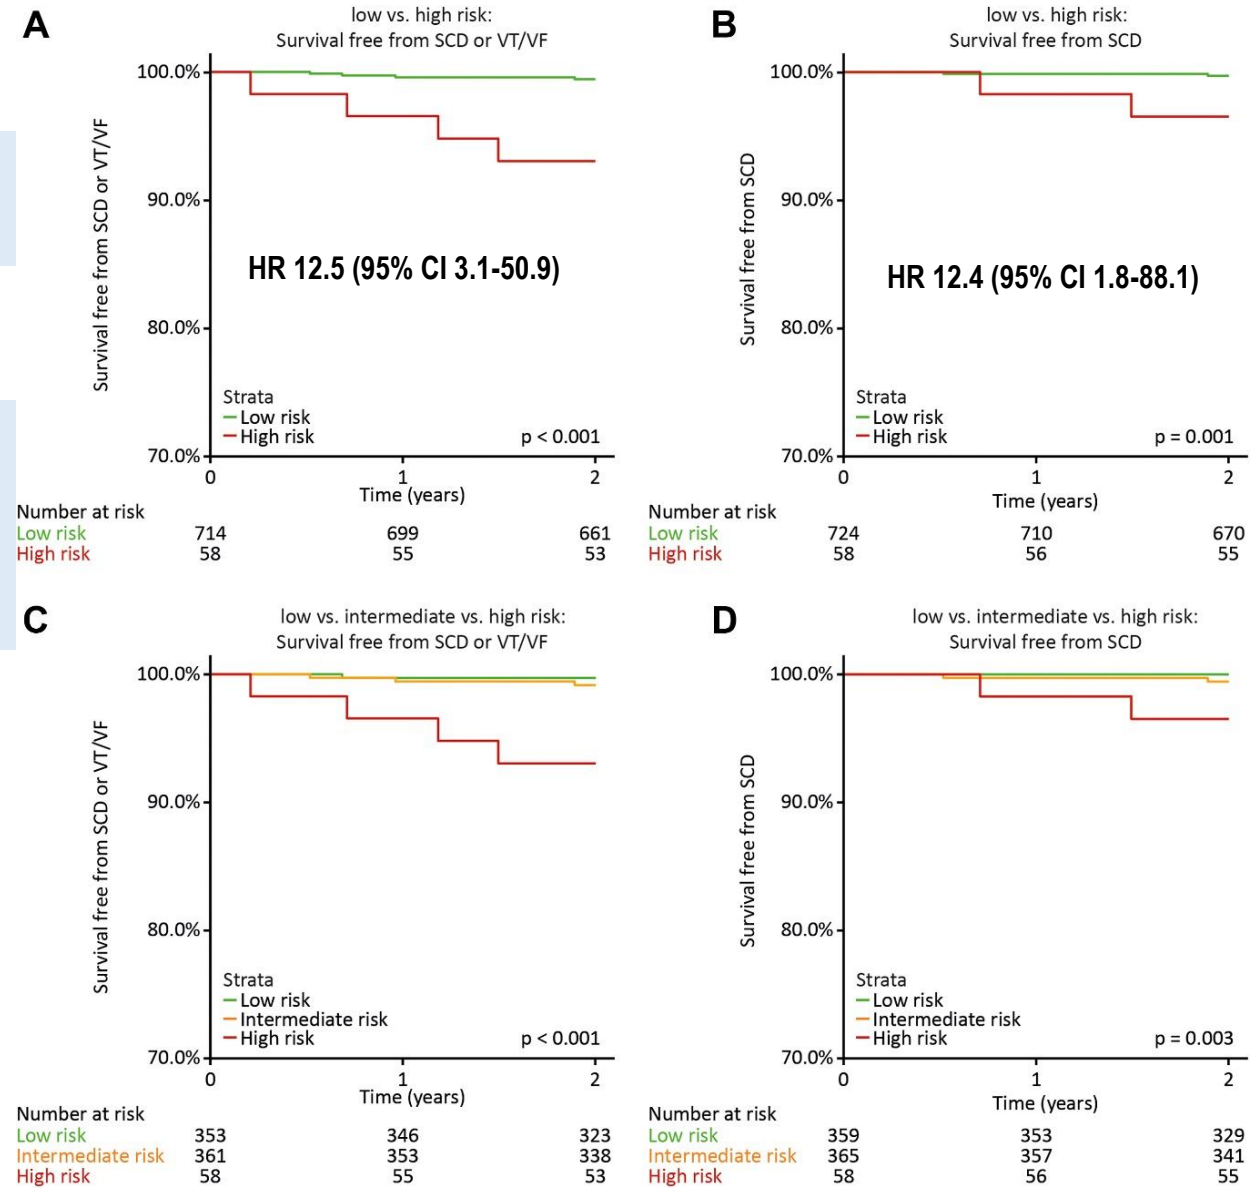 A
low vs. high risk:
Survival free from SCD or VT/VF
Survival free from SCD or VT/VF
100.0%
90.0%
80.0%
70.0%
HR 12.5 (95% CI 3.1-50.9)
Strata
Low risk
High risk
p < 0.001
0 1 2
Time (years)
Number at risk
Low risk 714 699 661
High risk 58 55 53
B
low vs. high risk:
Survival free from SCD
Survival free from SCD
100.0%
90.0%
80.0%
70.0%
HR 12.4 (95% CI 1.8-88.1)
Strata
Low risk
High risk
p = 0.001
0 1 2
Time (years)
Number at risk
Low risk 724 710 670
High risk 58 56 55
C
low vs. intermediate vs. high risk:
Survival free from SCD or VT/VF
Survival free from SCD or VT/VF
100.0%
90.0%
80.0%
70.0%
Strata
Low risk
Intermediate risk
High risk
p < 0.001
0 1 2
Time (years)
Number at risk
Low risk 353 346 323
Intermediate risk 361 353 338
High risk 58 55 53
D
low vs. intermediate vs. high risk:
Survival free from SCD
Survival free from SCD
100.0%
90.0%
80.0%
70.0%
Strata
Low risk
Intermediate risk
High risk
p = 0.003
0 1 2
Time (years)
Number at risk
Low risk 359 353 329
Intermediate risk 365 357 341
High risk 58 56 55